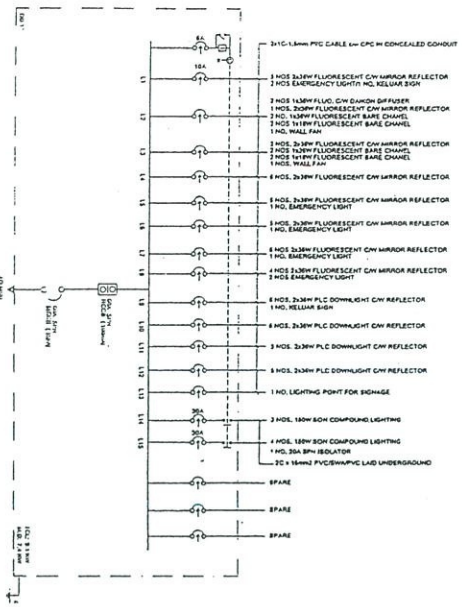 5A
2x1C-1.5mm PVC CABLE c/w CPC IN CONCEALED CONDUIT
10A
L1
3 NOS 2x36W FLUORESCENT C/W MIRROR REFLECTOR
2 NOS EMERGENCY LIGHT/1 NO. KELUAR SIGN
L2
2 NOS 1x36W FLUO. C/W DIFFUSER
1 NOS. 2x36W FLUORESCENT C/W MIRROR REFLECTOR
2 NO. 1x36W FLUORESCENT BARE CHANEL
2 NOS 1x18W FLUORESCENT BARE CHANEL
1 NO. WALL FAN
L3
3 NOS. 2x36W FLUORESCENT C/W MIRROR REFLECTOR
2 NOS 1x36W FLUORESCENT BARE CHANEL
2 NOS 1x18W FLUORESCENT BARE CHANEL
1 NOS. WALL FAN
L4
6 NOS. 2x36W FLUORESCENT C/W MIRROR REFLECTOR
L5
5 NOS 2x36W FLUORESCENT C/W MIRROR REFLECTOR
1 NO. EMERGENCY LIGHT
L6
5 NOS. 2x36W FLUORESCENT C/W MIRROR REFLECTOR
1 NO. EMERGENCY LIGHT
L7
6 NOS 2x36W FLUORESCENT C/W MIRROR REFLECTOR
1 NO. EMERGENCY LIGHT
L8
4 NOS 2x36W FLUORESCENT C/W MIRROR REFLECTOR
2 NOS EMERGENCY LIGHT
L9
6 NOS. 2x36W PLC DOWNLIGHT C/W REFLECTOR
1 NO. KELUAR SIGN
L10
6 NOS. 2x36W PLC DOWNLIGHT C/W REFLECTOR
L11
5 NOS. 2x36W PLC DOWNLIGHT C/W REFLECTOR
L12
5 NOS. 2x36W PLC DOWNLIGHT C/W REFLECTOR
L13
1 NO. LIGHTING POINT FOR SIGNAGE
30A
L14
3 NOS. 150W SON COMPOUND LIGHTING
30A
L15
4 NOS. 150W SON COMPOUND LIGHTING
1 NO. 20A SPN ISOLATOR
2C x 16mm2 PVC/SWA/PVC LAID UNDERGROUND
SPARE
SPARE
SPARE